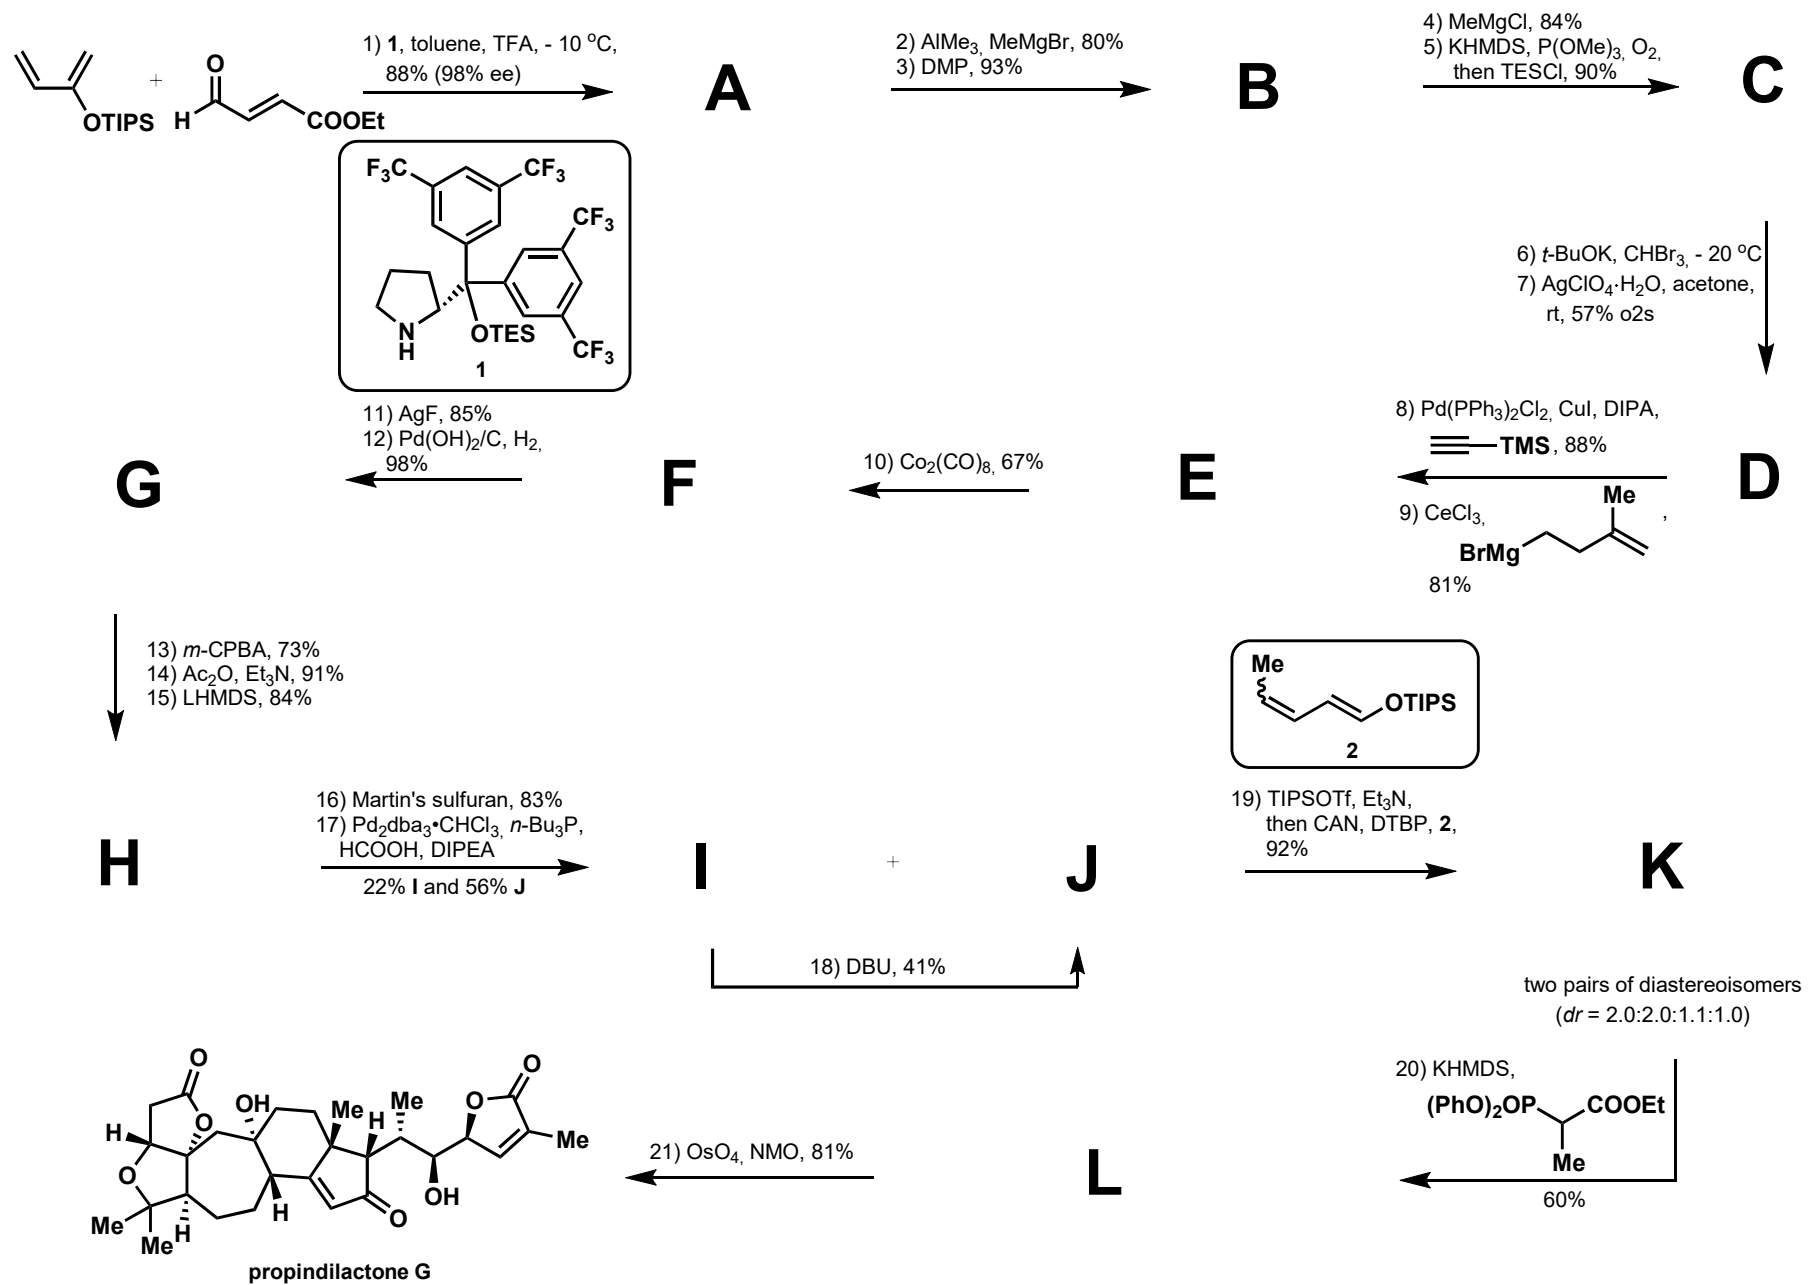 OTIPS
+
O
H
COOEt
1) 1, toluene, TFA, - 10 °C,
88% (98% ee)
A
2) AlMe3, MeMgBr, 80%
3) DMP, 93%
B
4) MeMgCl, 84%
5) KHMDS, P(OMe)3, O2,
then TESCl, 90%
C
F3C
CF3
CF3
N
H
OTES
CF3
1
6) t-BuOK, CHBr3, - 20 °C
7) AgClO4·H2O, acetone,
rt, 57% o2s
D
8) Pd(PPh3)2Cl2, CuI, DIPA,
TMS, 88%
9) CeCl3,
Me
BrMg
,
81%
E
10) Co2(CO)8, 67%
F
11) AgF, 85%
12) Pd(OH)2/C, H2,
98%
G
13) m-CPBA, 73%
14) Ac2O, Et3N, 91%
15) LHMDS, 84%
H
16) Martin's sulfuran, 83%
17) Pd2dba3•CHCl3, n-Bu3P,
HCOOH, DIPEA
22% I and 56% J
I
+
J
18) DBU, 41%
Me
OTIPS
2
19) TIPSOTf, Et3N,
then CAN, DTBP, 2,
92%
K
two pairs of diastereoisomers
(dr = 2.0:2.0:1.1:1.0)
20) KHMDS,
(PhO)2OP
COOEt
Me
60%
L
21) OsO4, NMO, 81%
O
O
H
O
Me
Me
H
OH
H
Me
H
Me
OH
O
O
O
Me
propindilactone G